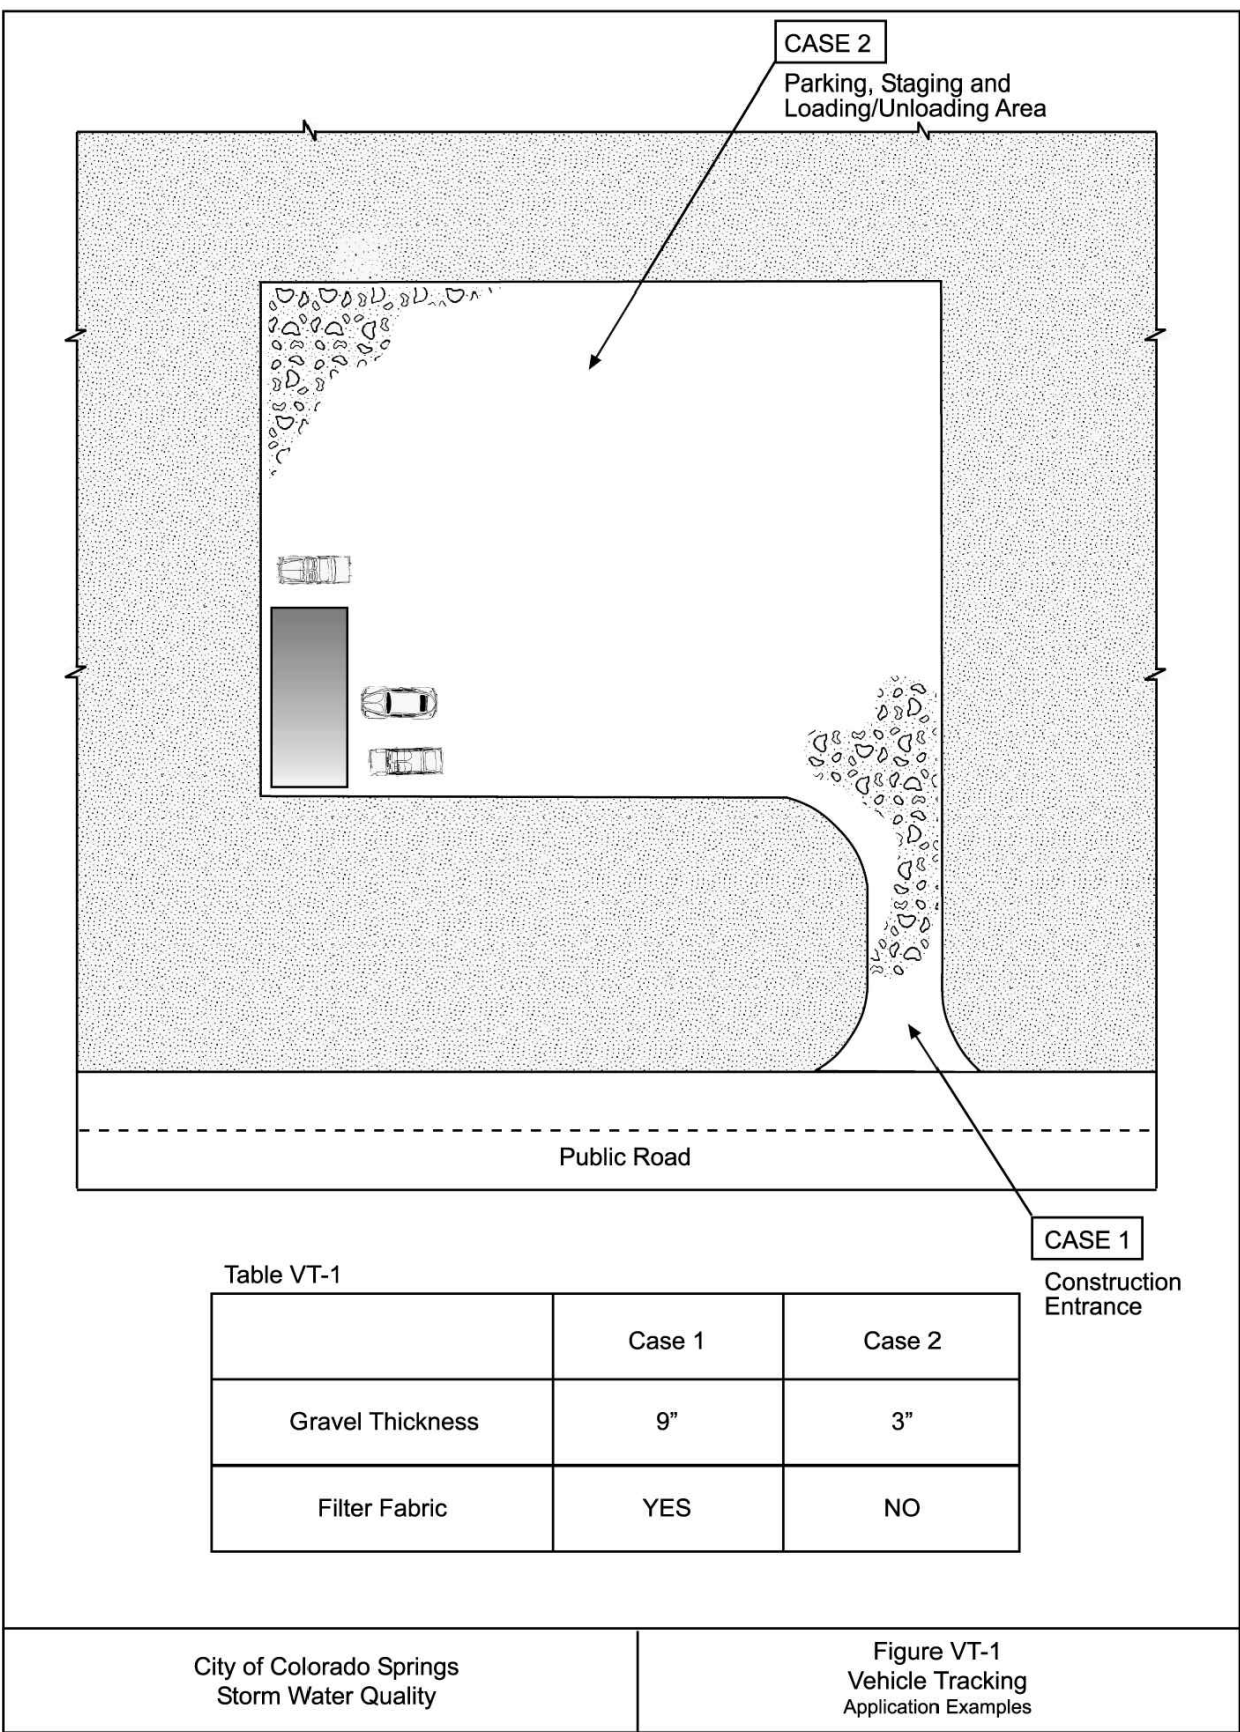 CASE 2
Parking, Staging and
Loading/Unloading Area
Public Road
CASE 1
Construction
Entrance
Table VT-1
Case 1 Case 2
Gravel Thickness 9” 3”
Filter Fabric YES NO
City of Colorado Springs
Storm Water Quality
Figure VT-1
Vehicle Tracking
Application Examples